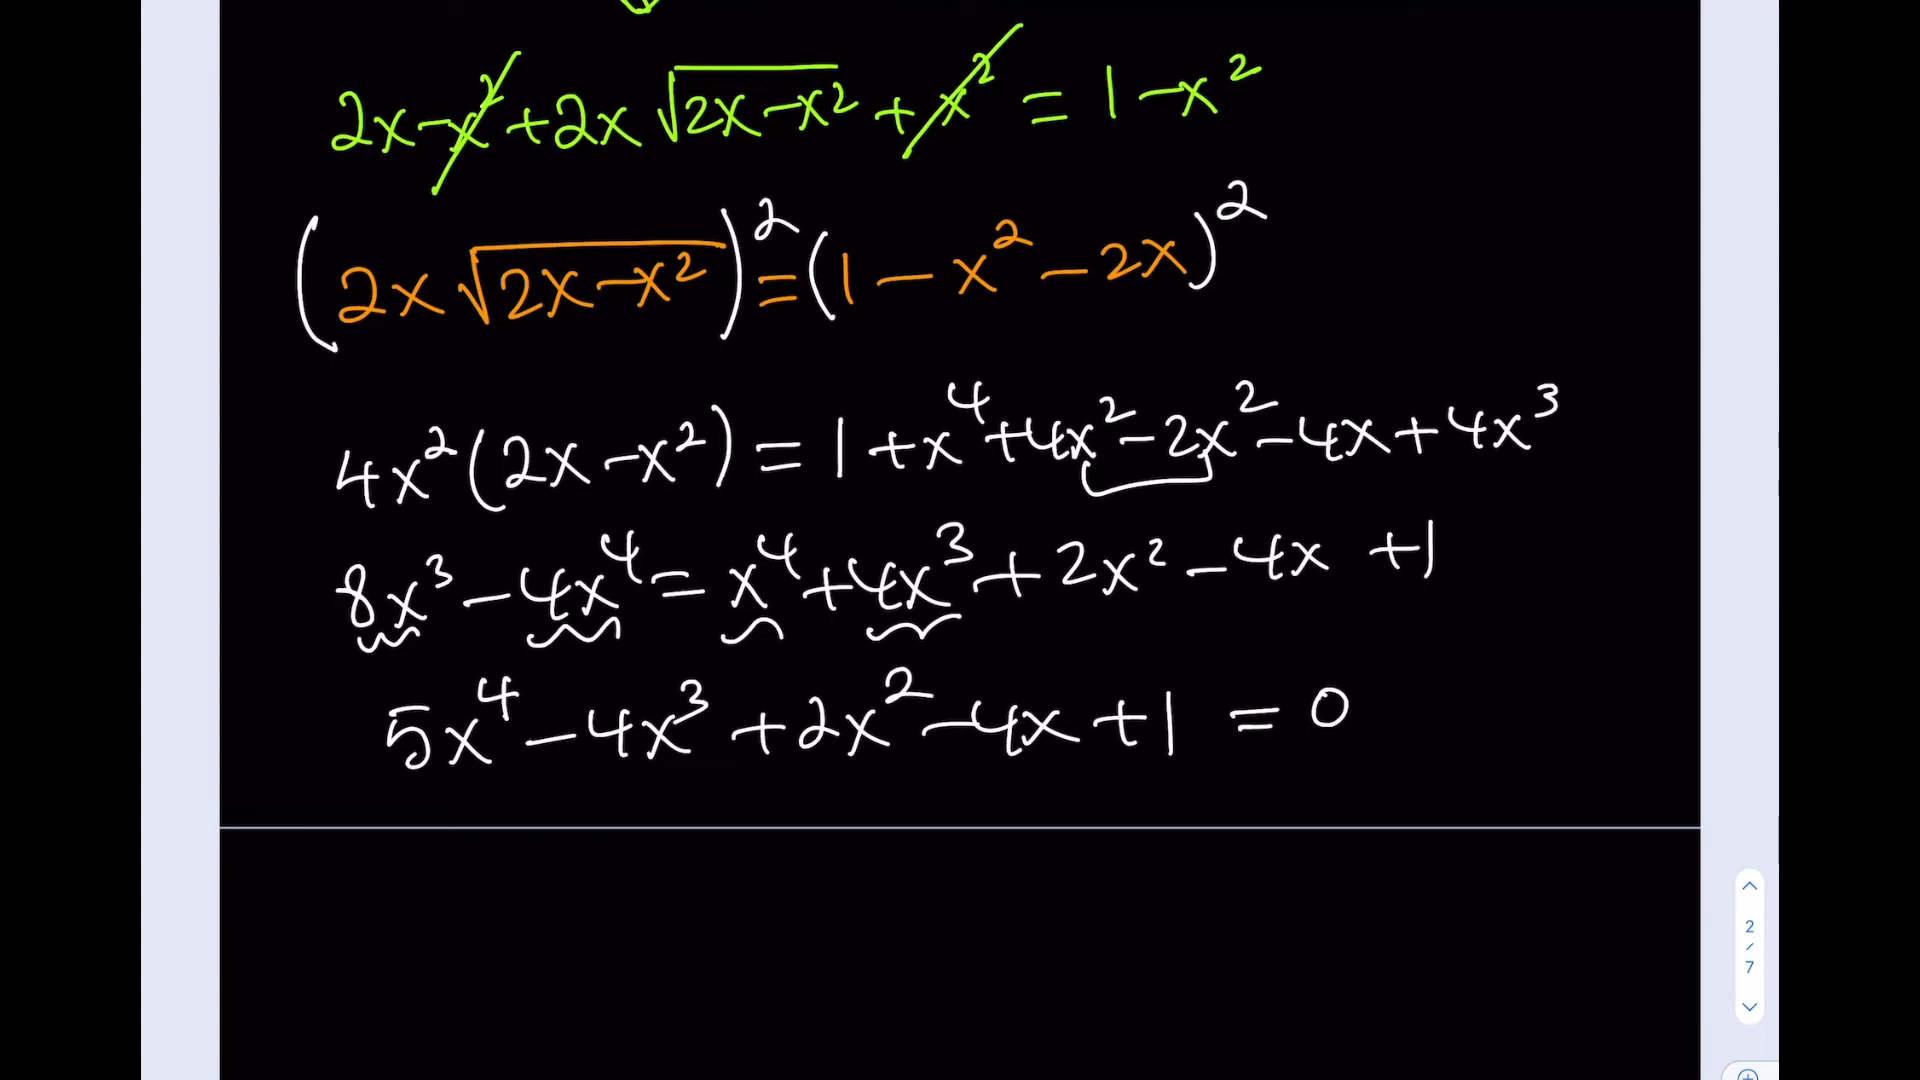 2x-x²+2x√(2x-x²)+x² = 1-x²
(2x√(2x-x²))²=(1-x²-2x)²
4x²(2x-x²)=1+x⁴+4x²-2x²-4x+4x³
8x³-4x⁴=x⁴+4x³+2x²-4x+1
5x⁴-4x³+2x²-4x+1=0
2
/
7